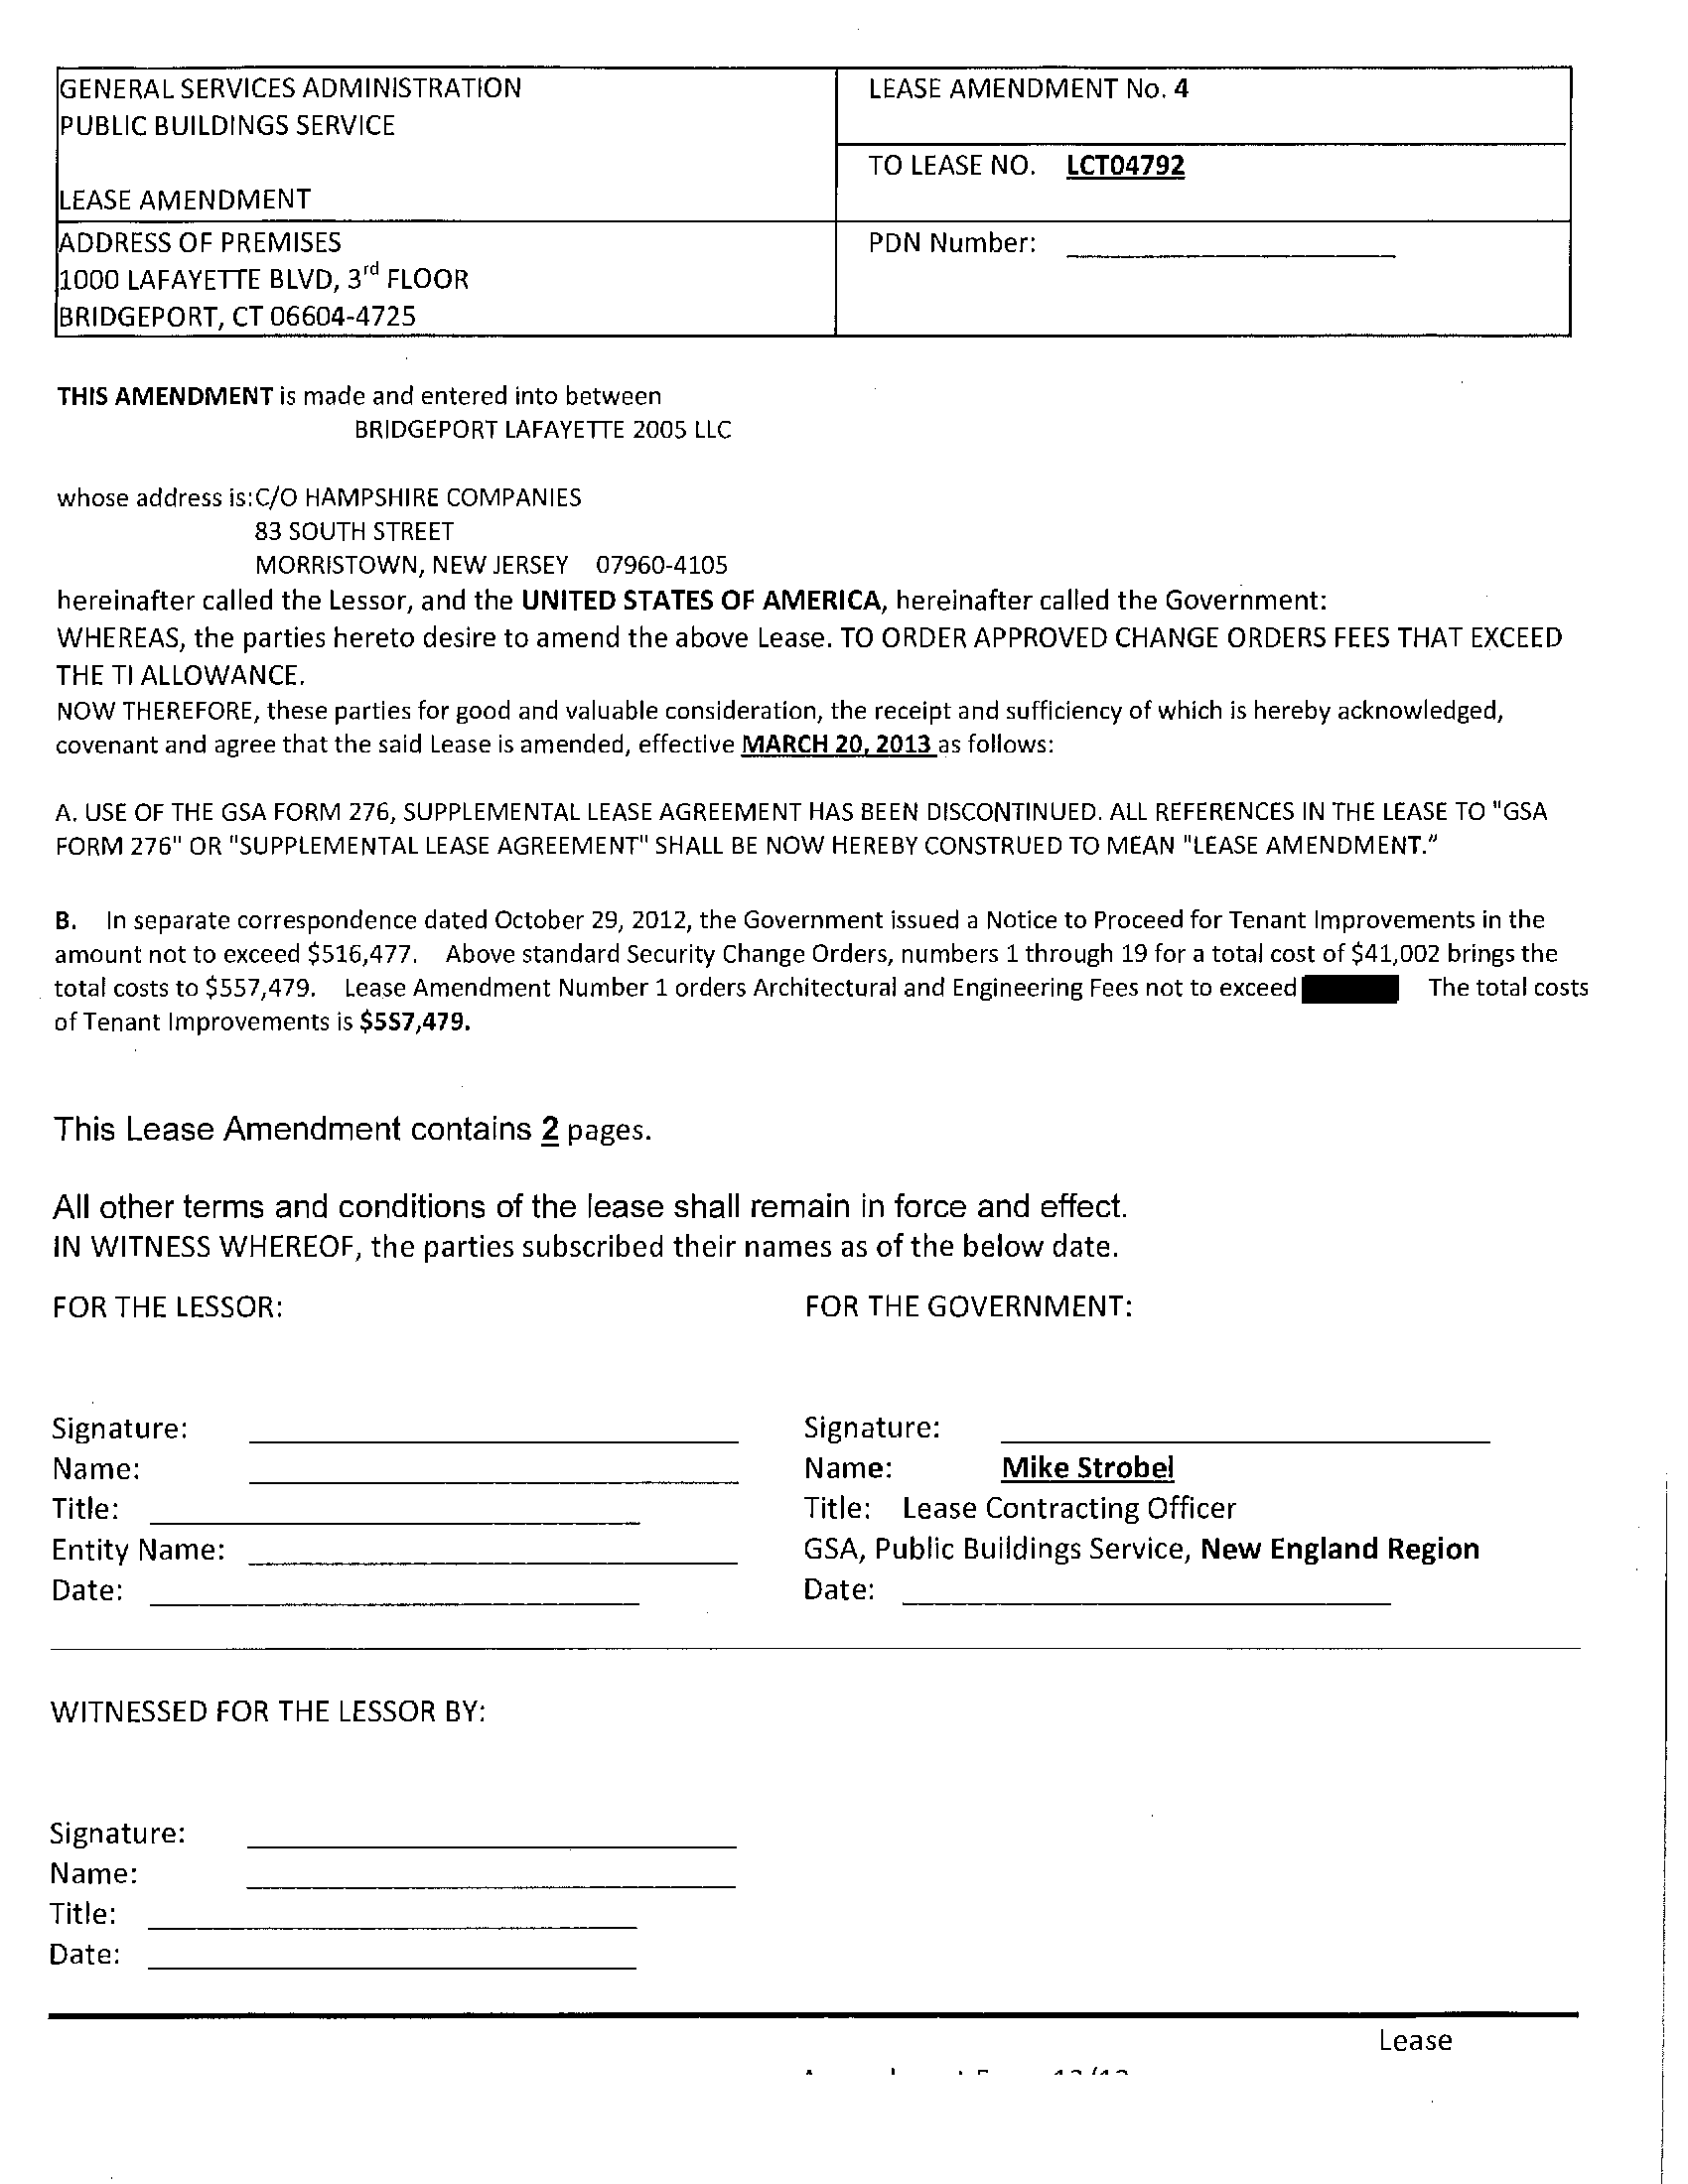 GENERAL SERVICES ADMINISTRATION
PUBLIC BUILDINGS SERVICE
LEASE AMENDMENT
LEASE AMENDMENT No. 4
TO LEASE NO. LCT04792
ADDRESS OF PREMISES
1000 LAFAYETTE BLVD, 3rd FLOOR
BRIDGEPORT, CT 06604-4725
PDN Number:
THIS AMENDMENT is made and entered into between
BRIDGEPORT LAFAYETTE 2005 LLC
whose address is: C/O HAMPSHIRE COMPANIES
83 SOUTH STREET
MORRISTOWN, NEW JERSEY 07960-4105
hereinafter called the Lessor, and the UNITED STATES OF AMERICA, hereinafter called the Government:
WHEREAS, the parties hereto desire to amend the above Lease. TO ORDER APPROVED CHANGE ORDERS FEES THAT EXCEED
THE TI ALLOWANCE.
NOW THEREFORE, these parties for good and valuable consideration, the receipt and sufficiency of which is hereby acknowledged,
covenant and agree that the said Lease is amended, effective MARCH 20, 2013 as follows:
A. USE OF THE GSA FORM 276, SUPPLEMENTAL LEASE AGREEMENT HAS BEEN DISCONTINUED. ALL REFERENCES IN THE LEASE TO "GSA
FORM 276" OR "SUPPLEMENTAL LEASE AGREEMENT" SHALL BE NOW HEREBY CONSTRUED TO MEAN "LEASE AMENDMENT."
B. In separate correspondence dated October 29, 2012, the Government issued a Notice to Proceed for Tenant Improvements in the
amount not to exceed $516,477. Above standard Security Change Orders, numbers 1 through 19 for a total cost of $41,002 brings the
total costs to $557,479. Lease Amendment Number 1 orders Architectural and Engineering Fees not to exceed The total costs
of Tenant Improvements is $557,479.
This Lease Amendment contains 2 pages.
All other terms and conditions of the lease shall remain in force and effect.
IN WITNESS WHEREOF, the parties subscribed their names as of the below date.
FOR THE LESSOR:
Signature:
Name:
Title:
Entity Name:
Date:
FOR THE GOVERNMENT:
Signature:
Name: Mike Strobel
Title: Lease Contracting Officer
GSA, Public Buildings Service, New England Region
Date:
WITNESSED FOR THE LESSOR BY:
Signature:
Name:
Title:
Date:
Lease